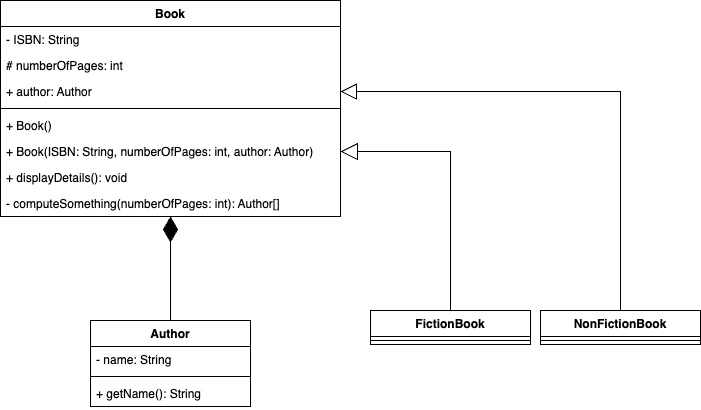 Book
- ISBN: String
# numberOfPages: int
+ author: Author
+ Book()
+ Book(ISBN: String, numberOfPages: int, author: Author)
+ displayDetails(): void
- computeSomething(numberOfPages: int): Author[]
Author
- name: String
+ getName(): String
FictionBook
NonFictionBook